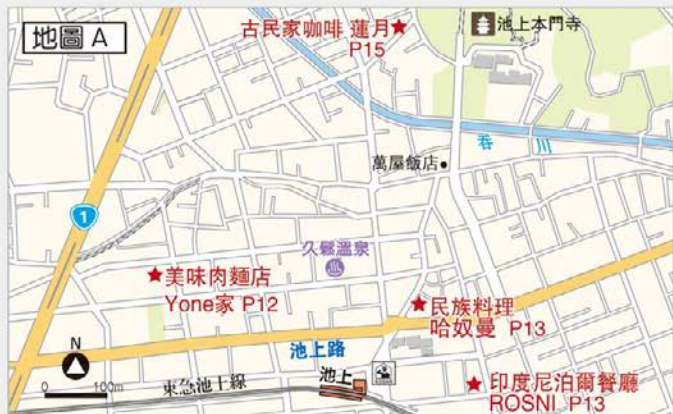 地圖 A
古民家咖啡 蓮月
P15
池上本門寺
吞川
萬屋飯店
1
久鬆溫泉
美味肉麵店
Yone家 P12
民族料理
哈奴曼 P13
池上路
N
0 100m
東急池上線
池上
印度尼泊爾餐廳
ROSNI P13